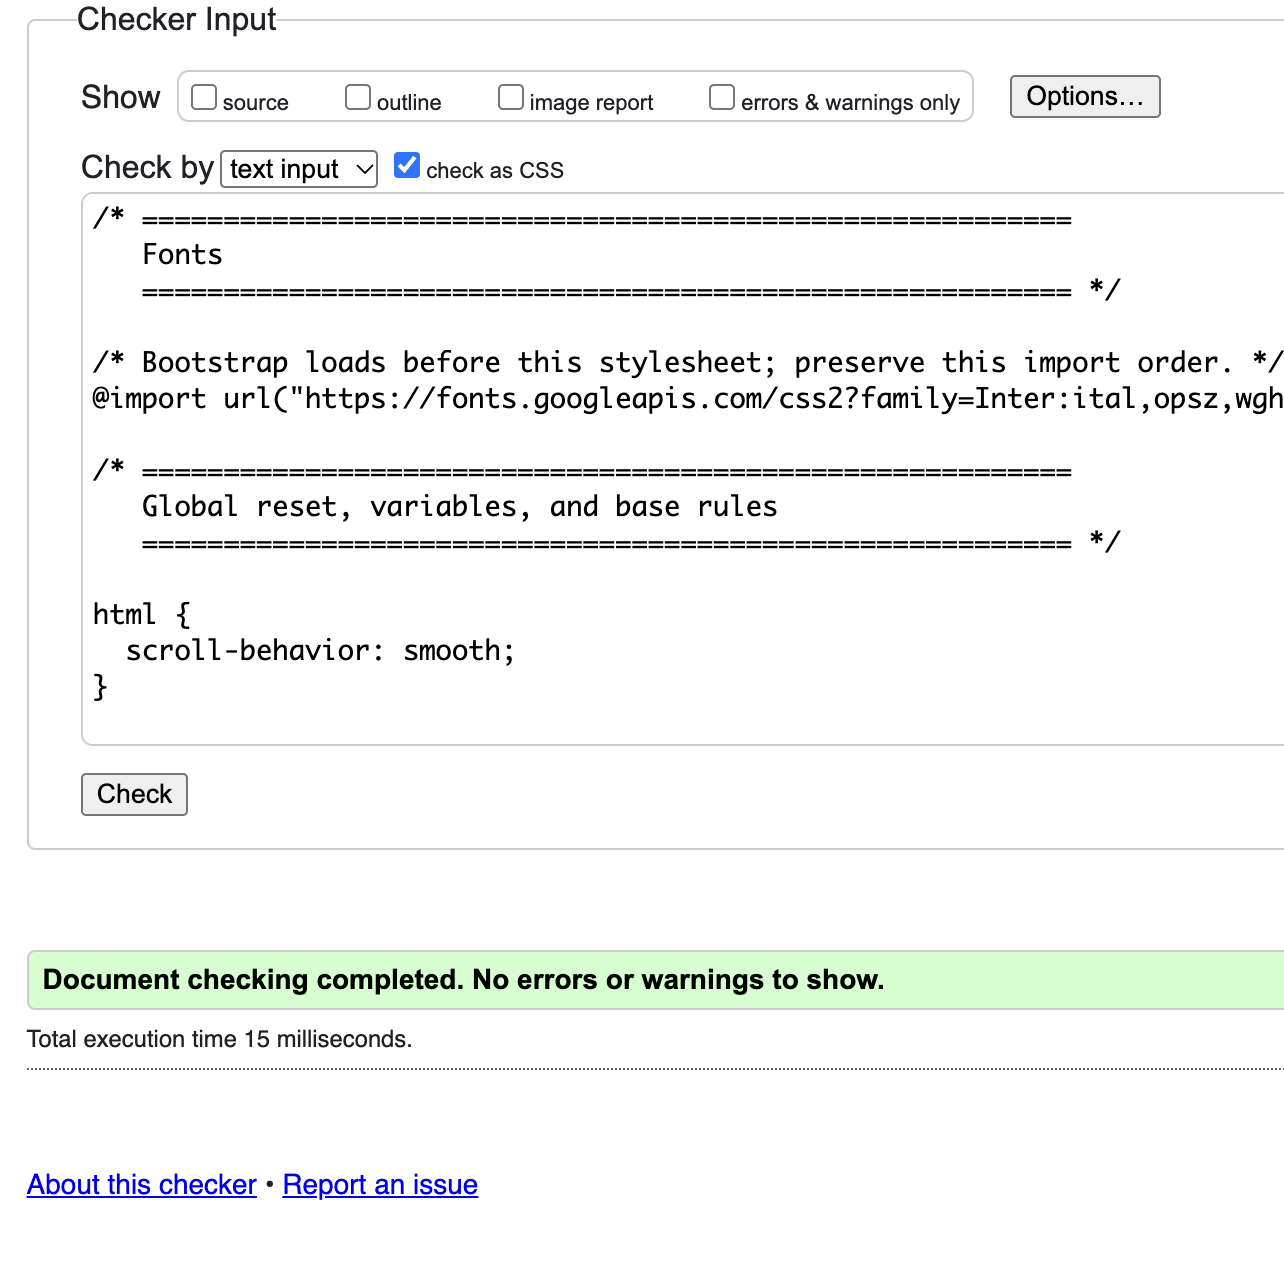 Checker Input
Show source outline image report errors & warnings only Options...
Check by text input check as CSS
/* =========================================================
Fonts
========================================================= */
/* Bootstrap loads before this stylesheet; preserve this import order. */
@import url("https://fonts.googleapis.com/css2?family=Inter:ital,opsz,wgh
/* =========================================================
Global reset, variables, and base rules
========================================================= */
html {
scroll-behavior: smooth;
}
Check
Document checking completed. No errors or warnings to show.
Total execution time 15 milliseconds.
About this checker • Report an issue